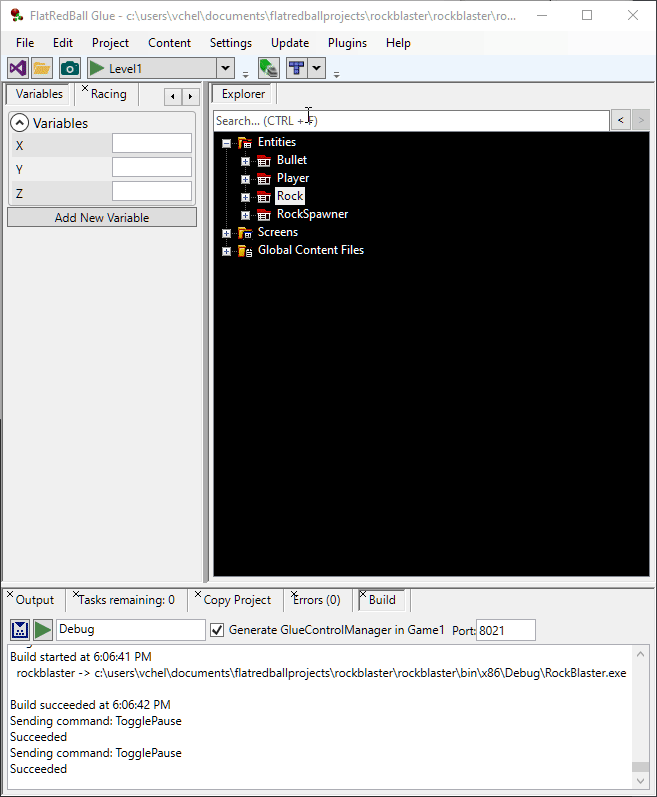 FlatRedBall Glue - c:\users\vchel\documents\flatredballprojects\rockblaster\rockblaster\ro...
File Edit Project Content Settings Update Plugins Help
Level1
Variables Racing
Explorer
Search... (CTRL + F)
< >
Variables
X
Y
Z
Add New Variable
Entities
Bullet
Player
Rock
RockSpawner
Screens
Global Content Files
Output Tasks remaining: 0 Copy Project Errors (0) Build
Debug Generate GlueControlManager in Game1 Port: 8021
Build started at 6:06:41 PM
rockblaster -> c:\users\vchel\documents\flatredballprojects\rockblaster\rockblaster\bin\x86\Debug\RockBlaster.exe
Build succeeded at 6:06:42 PM
Sending command: TogglePause
Succeeded
Sending command: TogglePause
Succeeded